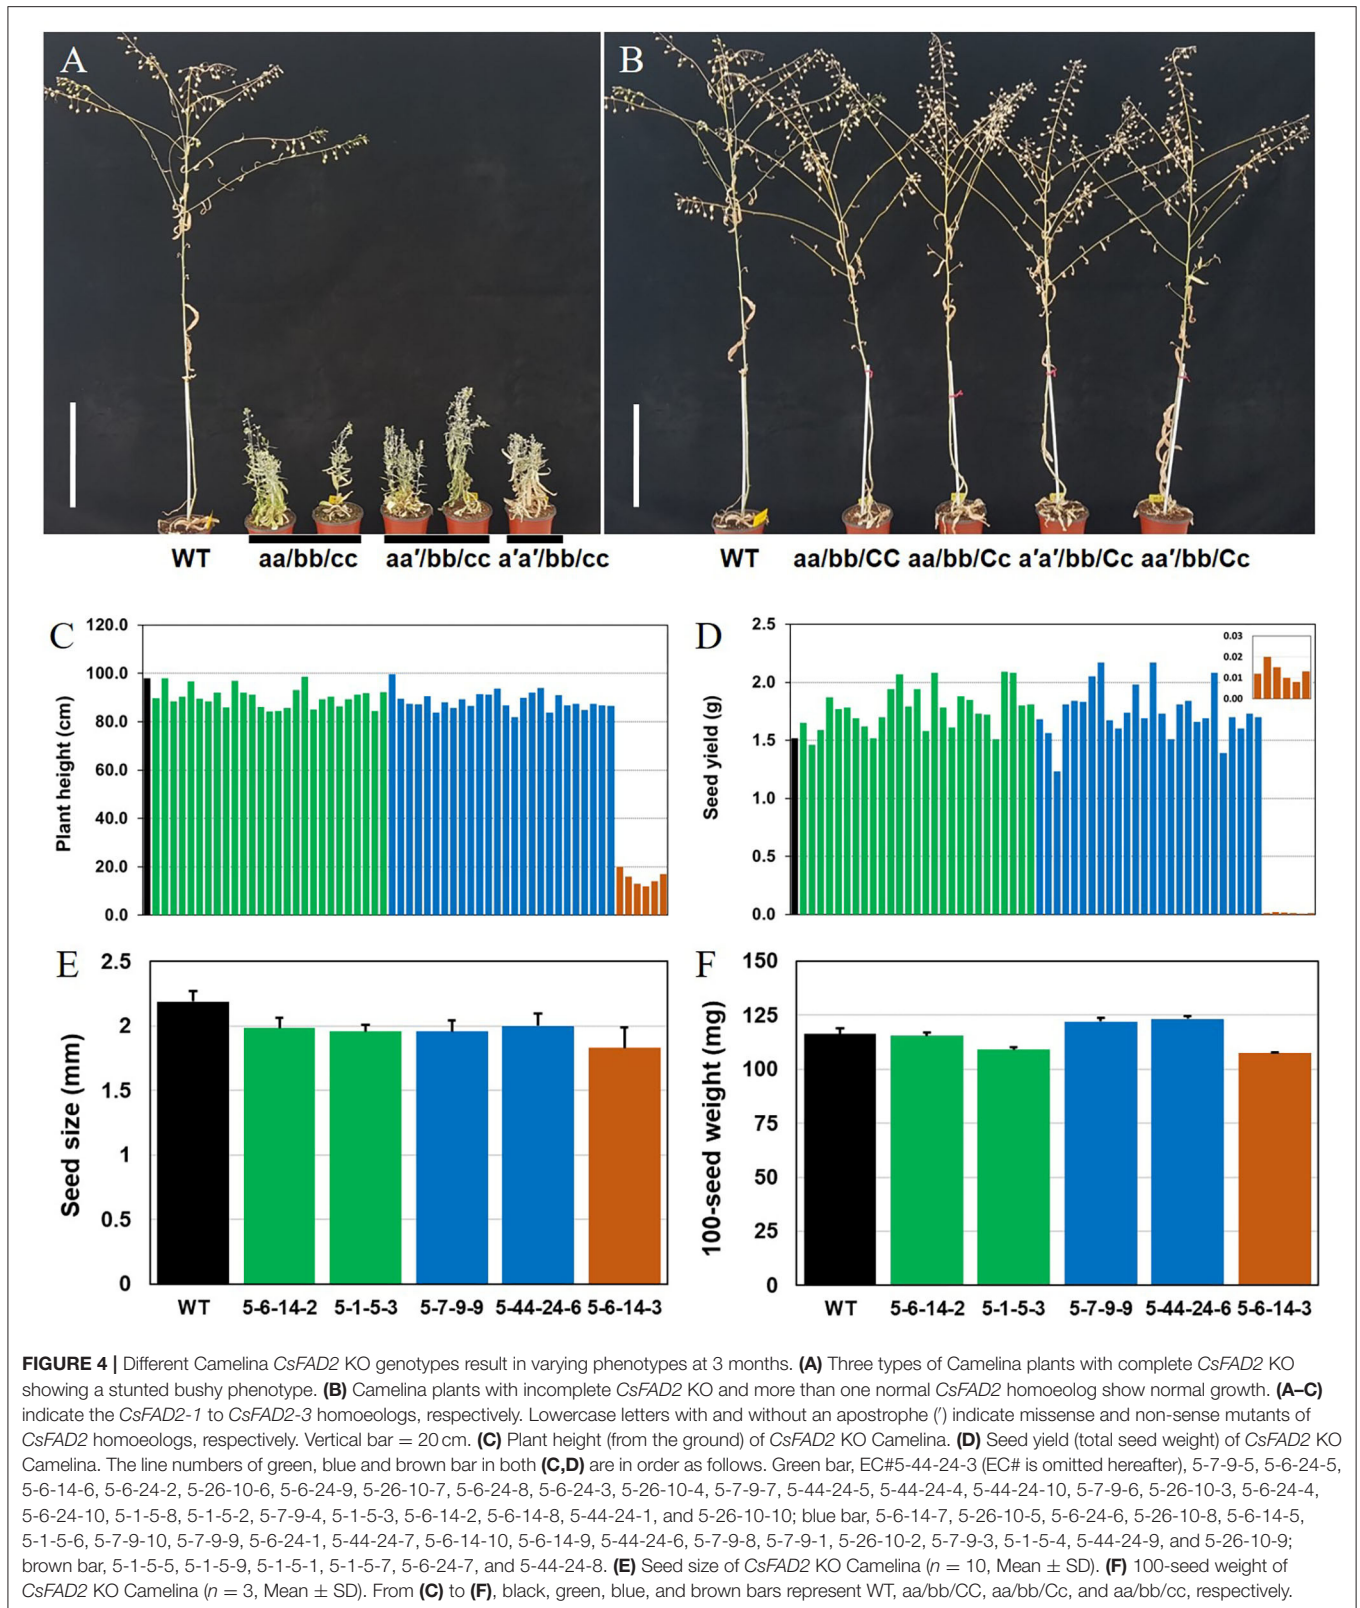 A
B
WT
aa/bb/cc
aa′/bb/cc
a′a′/bb/cc
WT
aa/bb/CC
aa/bb/Cc
a′a′/bb/Cc
aa′/bb/Cc
C
Plant height (cm)
120.0
100.0
80.0
60.0
40.0
20.0
0.0
D
Seed yield (g)
2.5
2.0
1.5
1.0
0.5
0.0
0.03
0.02
0.01
0.00
E
Seed size (mm)
2.5
2
1.5
1
0.5
0
WT
5-6-14-2
5-1-5-3
5-7-9-9
5-44-24-6
5-6-14-3
F
100-seed weight (mg)
150
125
100
75
50
25
0
WT
5-6-14-2
5-1-5-3
5-7-9-9
5-44-24-6
5-6-14-3
FIGURE 4 | Different Camelina CsFAD2 KO genotypes result in varying phenotypes at 3 months. (A) Three types of Camelina plants with complete CsFAD2 KO
showing a stunted bushy phenotype. (B) Camelina plants with incomplete CsFAD2 KO and more than one normal CsFAD2 homoeolog show normal growth. (A–C)
indicate the CsFAD2-1 to CsFAD2-3 homoeologs, respectively. Lowercase letters with and without an apostrophe (′) indicate missense and non-sense mutants of
CsFAD2 homoeologs, respectively. Vertical bar = 20 cm. (C) Plant height (from the ground) of CsFAD2 KO Camelina. (D) Seed yield (total seed weight) of CsFAD2 KO
Camelina. The line numbers of green, blue and brown bar in both (C,D) are in order as follows. Green bar, EC#5-44-24-3 (EC# is omitted hereafter), 5-7-9-5, 5-6-24-5,
5-6-14-6, 5-6-24-2, 5-26-10-6, 5-6-24-9, 5-26-10-7, 5-6-24-8, 5-6-24-3, 5-26-10-4, 5-7-9-7, 5-44-24-5, 5-44-24-4, 5-44-24-10, 5-7-9-6, 5-26-10-3, 5-6-24-4,
5-6-24-10, 5-1-5-8, 5-1-5-2, 5-7-9-4, 5-1-5-3, 5-6-14-2, 5-6-14-8, 5-44-24-1, and 5-26-10-10; blue bar, 5-6-14-7, 5-26-10-5, 5-6-24-6, 5-26-10-8, 5-6-14-5,
5-1-5-6, 5-7-9-10, 5-7-9-9, 5-6-24-1, 5-44-24-7, 5-6-14-10, 5-6-14-9, 5-44-24-6, 5-7-9-8, 5-7-9-1, 5-26-10-2, 5-7-9-3, 5-1-5-4, 5-44-24-9, and 5-26-10-9;
brown bar, 5-1-5-5, 5-1-5-9, 5-1-5-1, 5-1-5-7, 5-6-24-7, and 5-44-24-8. (E) Seed size of CsFAD2 KO Camelina (n = 10, Mean ± SD). (F) 100-seed weight of
CsFAD2 KO Camelina (n = 3, Mean ± SD). From (C) to (F), black, green, blue, and brown bars represent WT, aa/bb/CC, aa/bb/Cc, and aa/bb/cc, respectively.